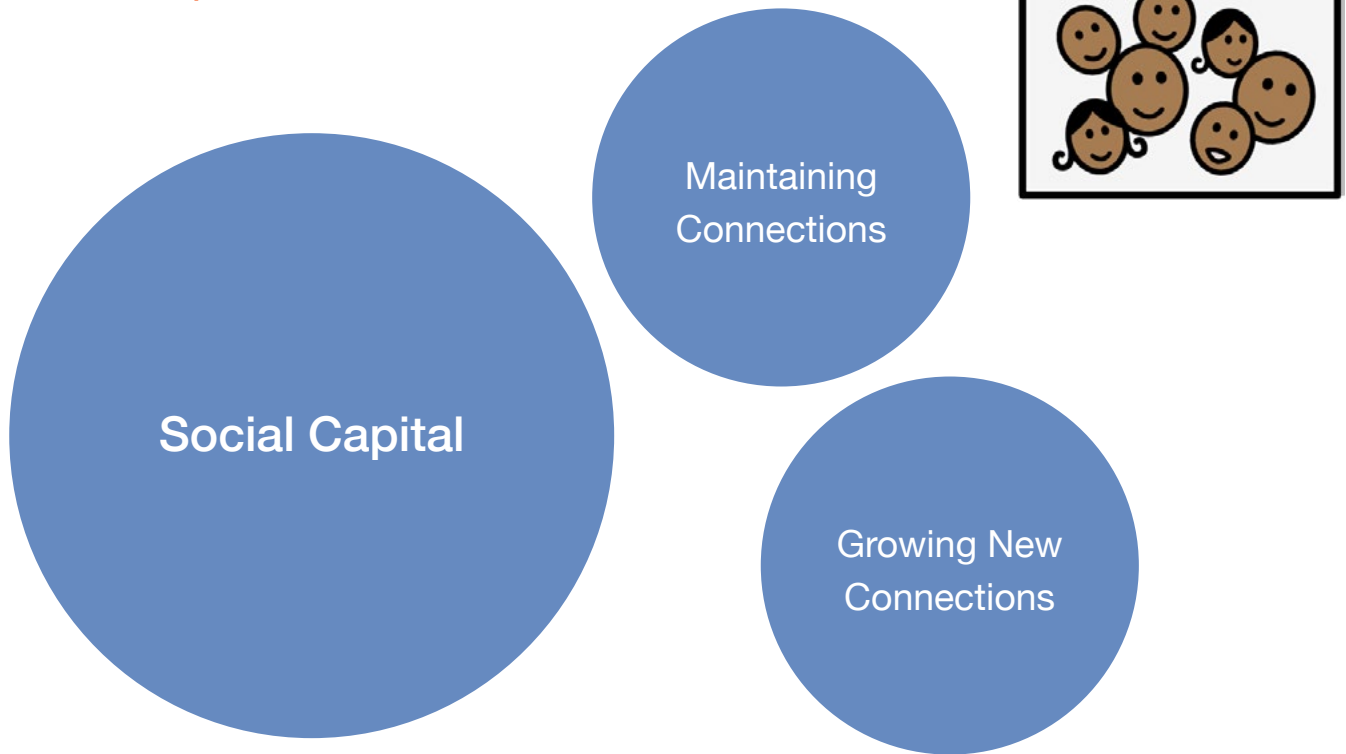 Maintaining
Connections
Social Capital
Growing New
Connections